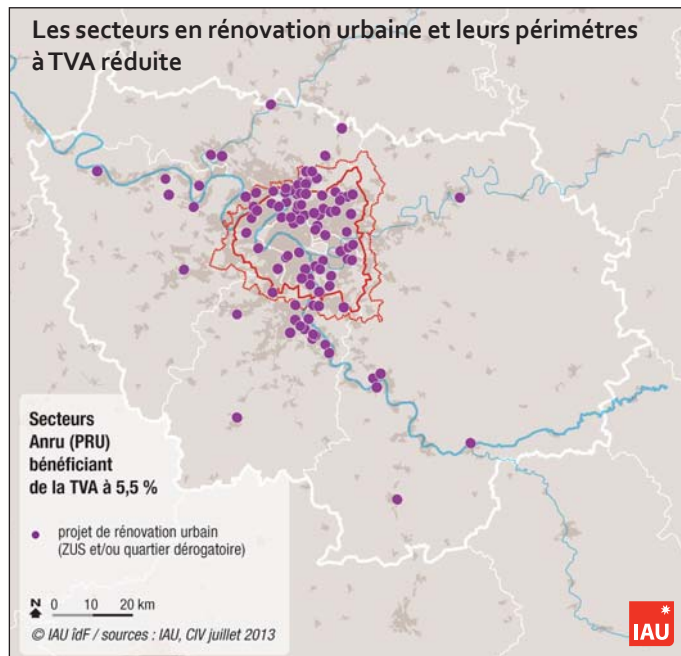 Les secteurs en rénovation urbaine et leurs périmétres
à TVA réduite
Secteurs
Anru (PRU)
bénéficiant
de la TVA à 5,5 %
projet de rénovation urbain
(ZUS et/ou quartier dérogatoire)
N 0 10 20 km
© IAU îdF / sources : IAU, CIV juillet 2013
IAU